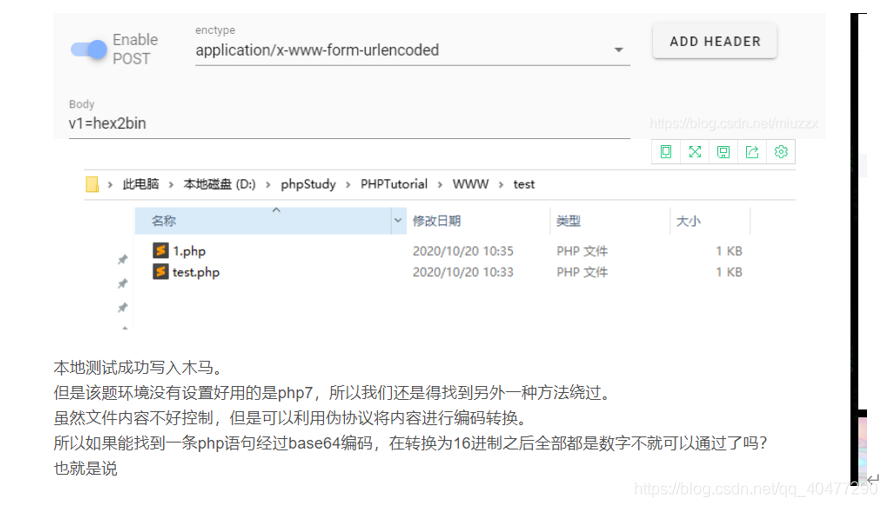 enctype
Enable POST
application/x-www-form-urlencoded
ADD HEADER
Body
v1=hex2bin
https://blog.csdn.net/miuzzx
此电脑 › 本地磁盘 (D:) › phpStudy › PHPTutorial › WWW › test
名称 修改日期 类型 大小
1.php 2020/10/20 10:35 PHP 文件 1 KB
test.php 2020/10/20 10:33 PHP 文件 1 KB
本地测试成功写入木马。
但是该题环境没有设置好用的是php7，所以我们还是得找到另外一种方法绕过。
虽然文件内容不好控制，但是可以利用伪协议将内容进行编码转换。
所以如果能找到一条php语句经过base64编码，在转换为16进制之后全部都是数字不就可以通过了吗？
也就是说
https://blog.csdn.net/qq_40477290